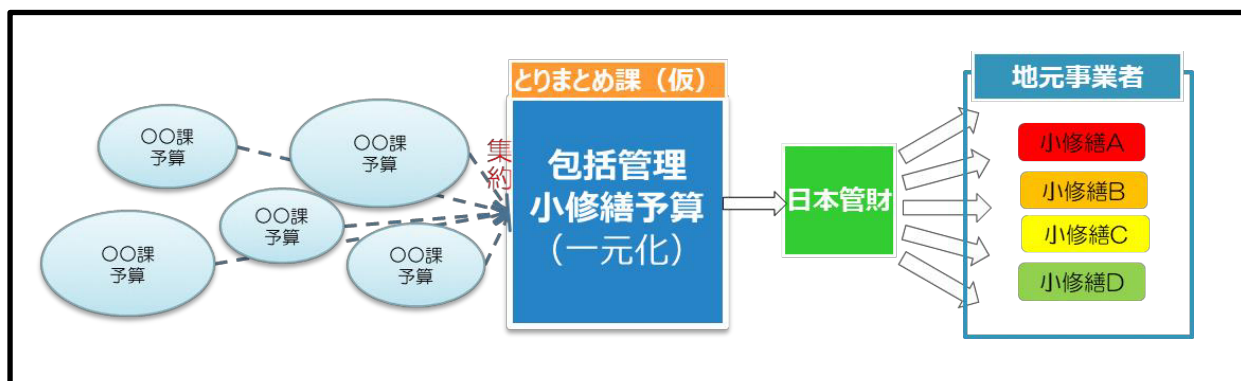 〇〇課
予算
〇〇課
予算
〇〇課
予算
〇〇課
予算
〇〇課
予算
集約
とりまとめ課（仮）
包括管理
小修繕予算
（一元化）
日本管財
地元事業者
小修繕A
小修繕B
小修繕C
小修繕D